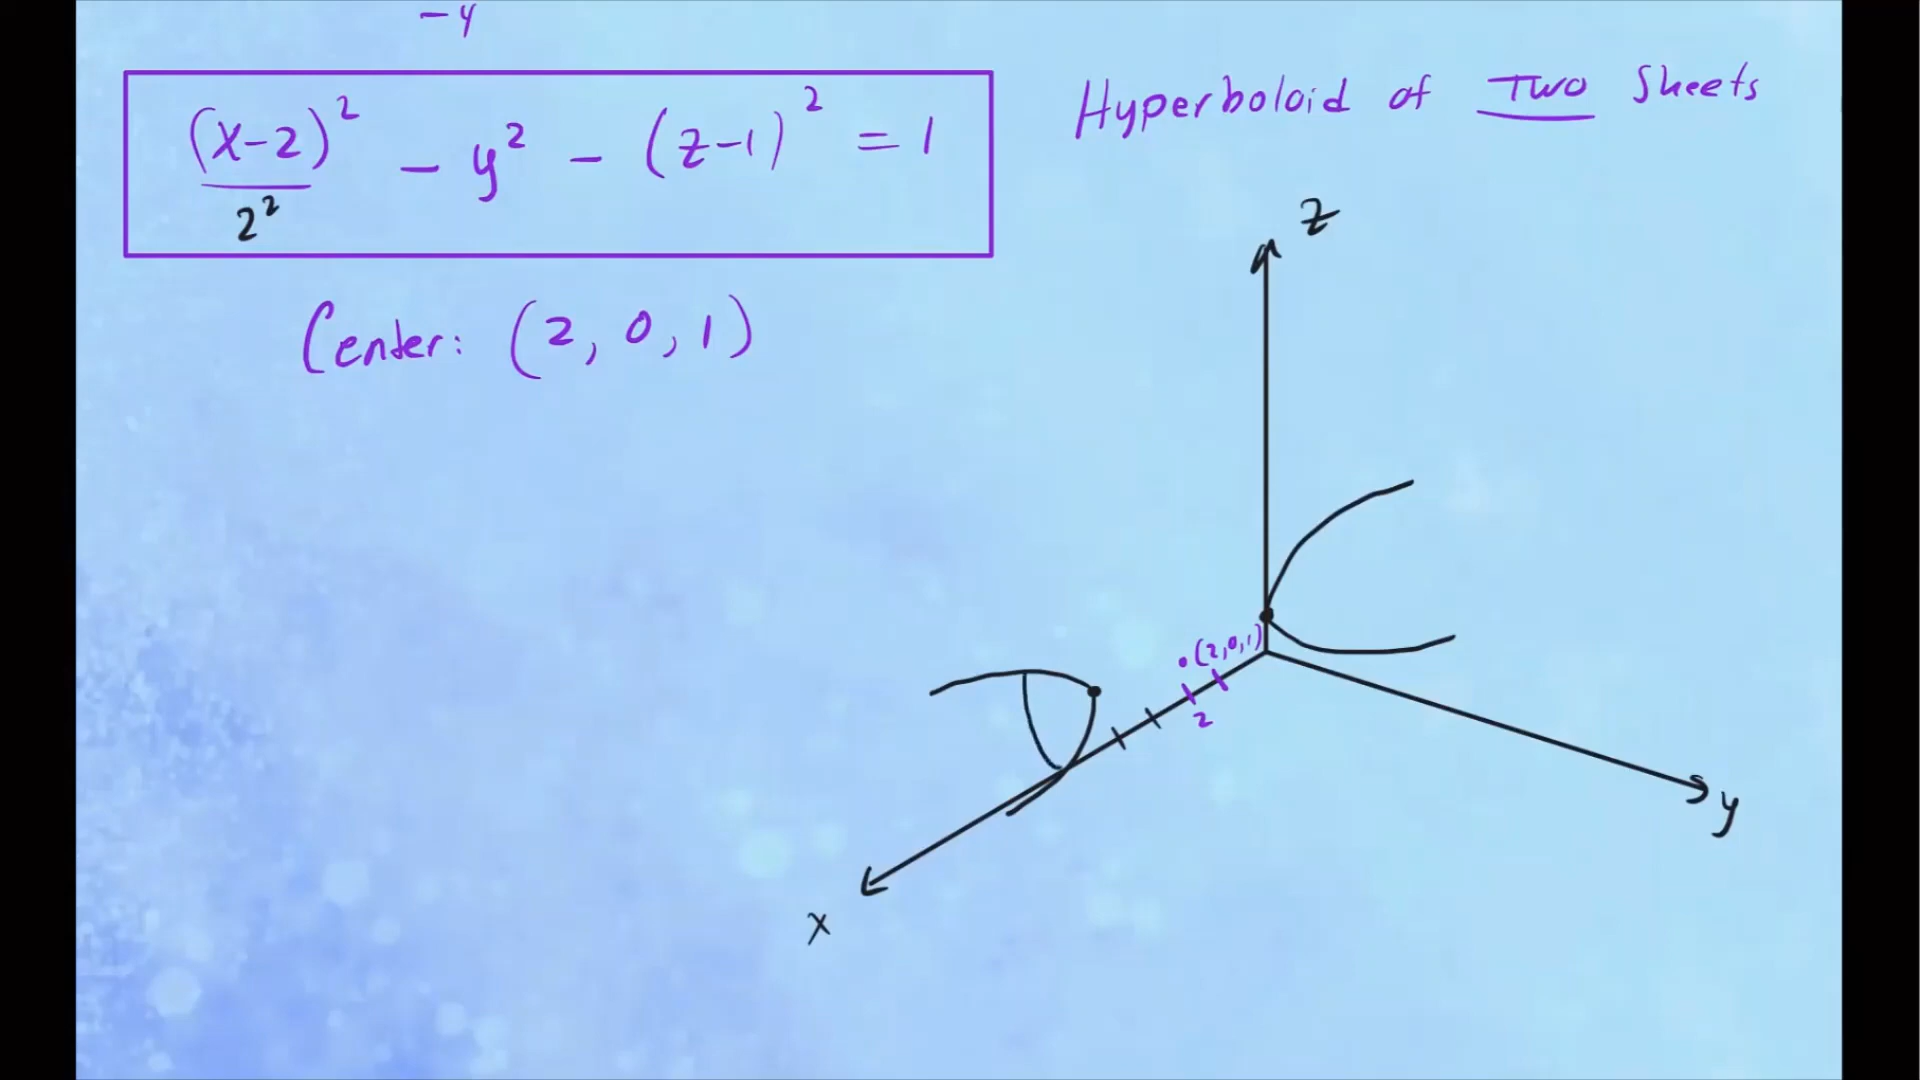 -4
(x-2)²/2² - y² - (z-1)² = 1
Hyperboloid of Two Sheets
Center: (2, 0, 1)
z
(2,0,1)
2
y
x